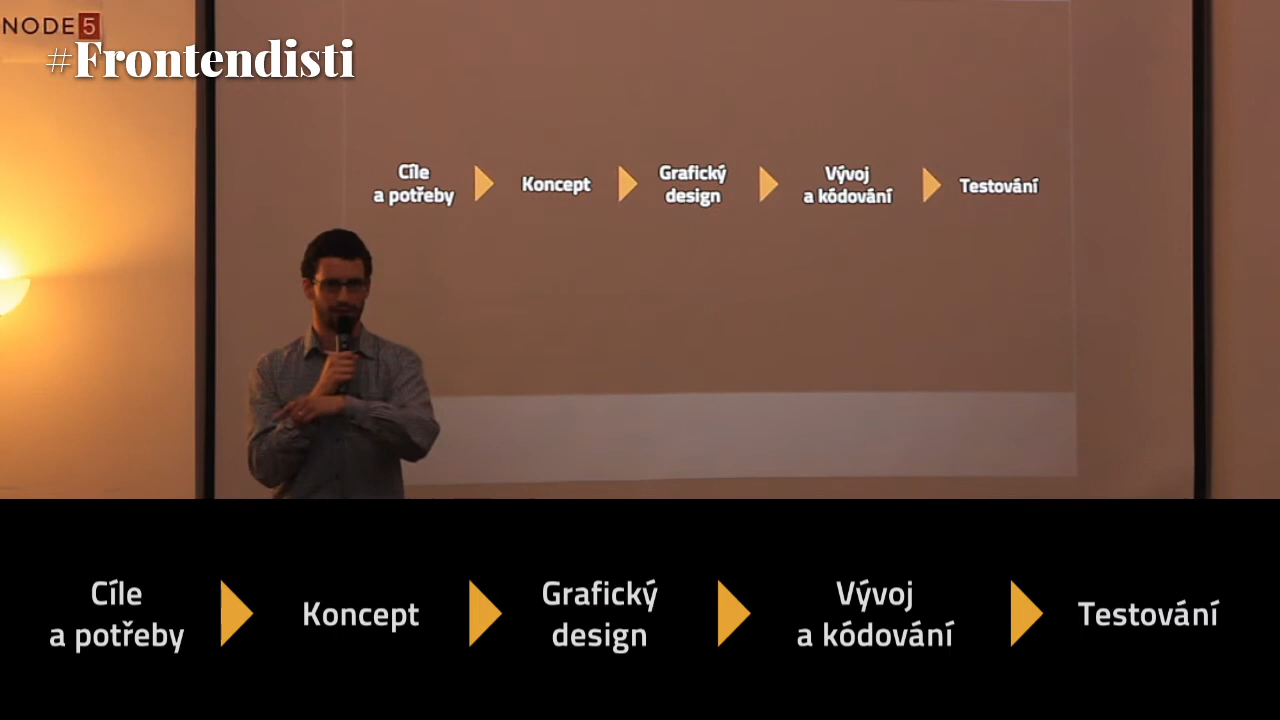 NODE5
#Frontendisti
Cíle
a potřeby
Koncept
Grafický
design
Vývoj
a kódování
Testování
Cíle
a potřeby
Koncept
Grafický
design
Vývoj
a kódování
Testování